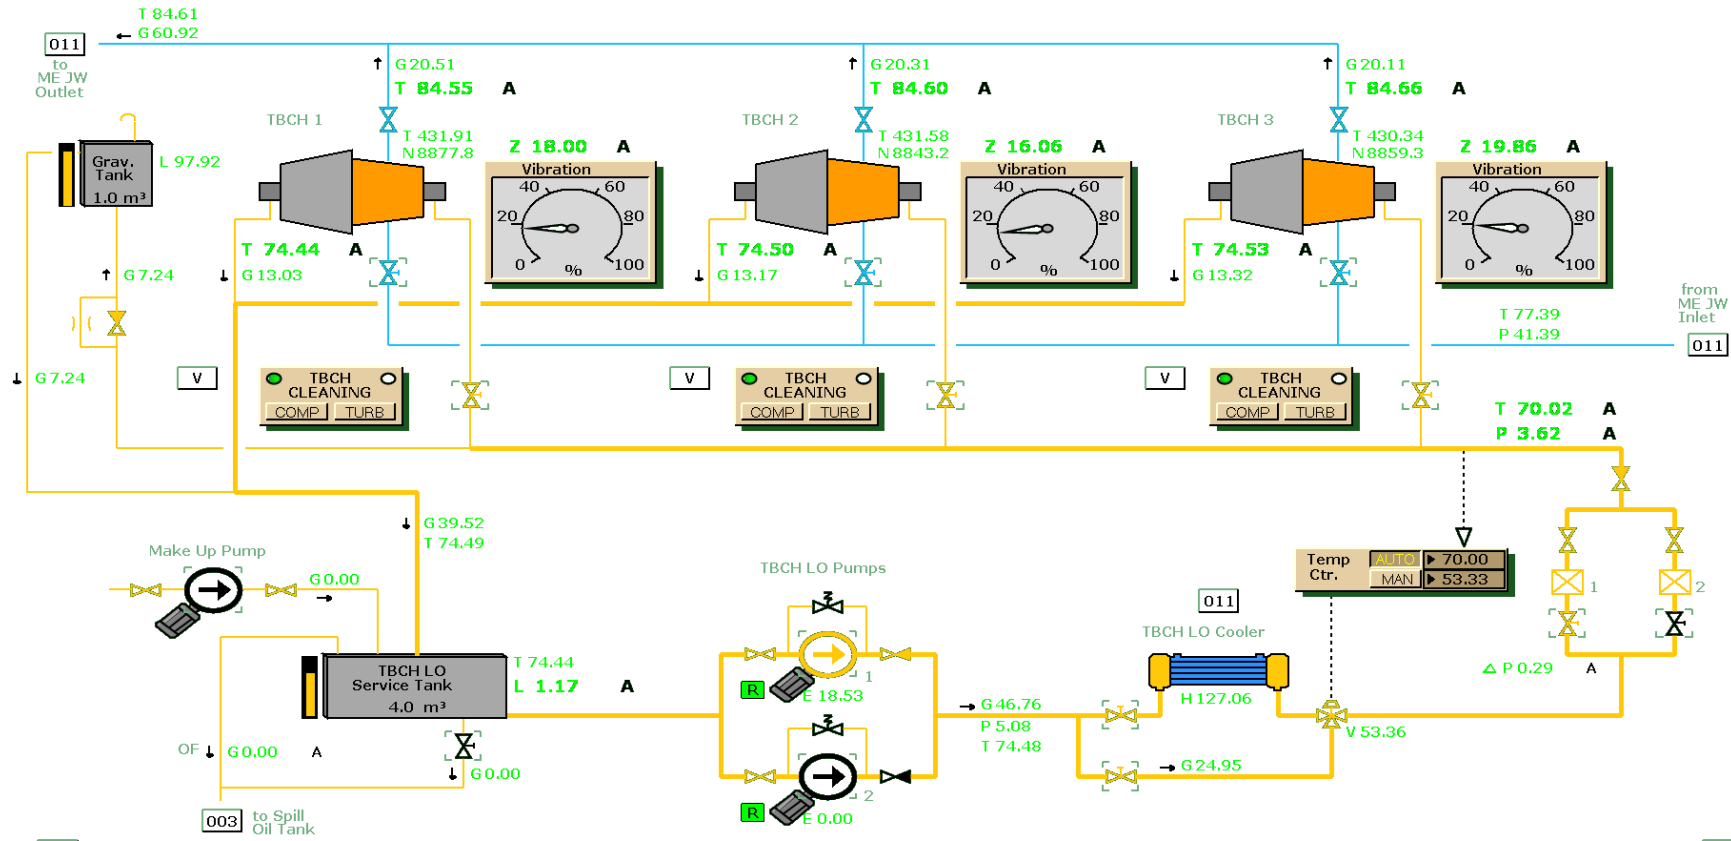 T 84.61
G 60.92
011
to
ME JW
Outlet
G 20.51
T 84.55 A
G 20.31
T 84.60 A
G 20.11
T 84.66 A
TBCH 1
TBCH 2
TBCH 3
T 431.91
N 8877.8
T 431.58
N 8843.2
T 430.34
N 8859.3
Z 18.00 A
Z 16.06 A
Z 19.86 A
Grav.
Tank
1.0 m³
L 97.92
Vibration
0 20 40 60 80 100
%
Vibration
0 20 40 60 80 100
%
Vibration
0 20 40 60 80 100
%
T 74.44 A
G 13.03
T 74.50 A
G 13.17
T 74.53 A
G 13.32
G 7.24
from
ME JW
Inlet
011
T 77.39
P 41.39
G 7.24
V
TBCH
CLEANING
COMP TURB
V
TBCH
CLEANING
COMP TURB
V
TBCH
CLEANING
COMP TURB
T 70.02 A
P 3.62 A
G 39.52
T 74.49
Make Up Pump
G 0.00
TBCH LO Pumps
Temp
Ctr.
AUTO 70.00
MAN 53.33
1
2
011
TBCH LO Cooler
H 127.06
P 0.29 A
TBCH LO
Service Tank
4.0 m³
T 74.44
L 1.17 A
R
E 18.53
1
G 46.76
P 5.08
T 74.48
V 53.36
G 24.95
OF
G 0.00 A
G 0.00
R
E 0.00
2
003
to Spill
Oil Tank